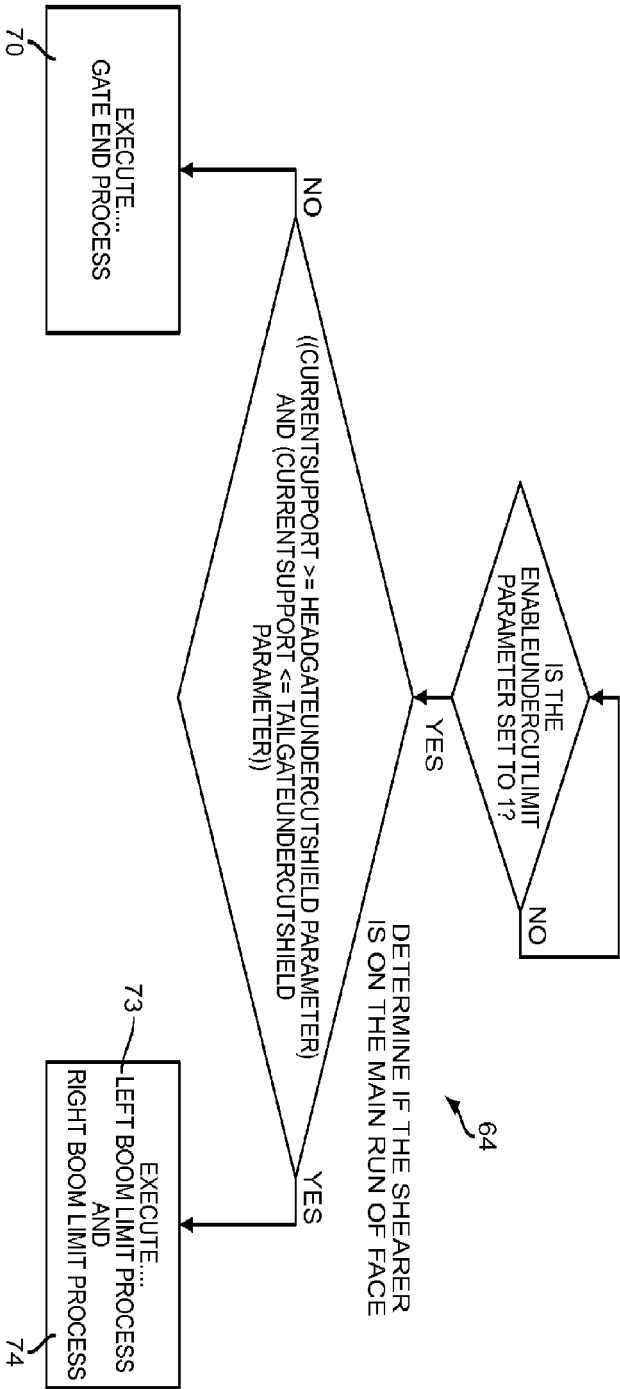 64
DETERMINE IF THE SHEARER
IS ON THE MAIN RUN OF FACE
IS THE
ENABLEUNDERCUTLIMIT
PARAMETER SET TO 1?
NO
YES
((CURRENTSUPPORT >= HEADGATEUNDERCUTSHIELD PARAMETER)
AND (CURRENTSUPPORT <= TAILGATEUNDERCUTSHIELD
PARAMETER))
NO
YES
EXECUTE....
GATE END PROCESS
70
EXECUTE....
73
LEFT BOOM LIMIT PROCESS
AND
RIGHT BOOM LIMIT PROCESS
74